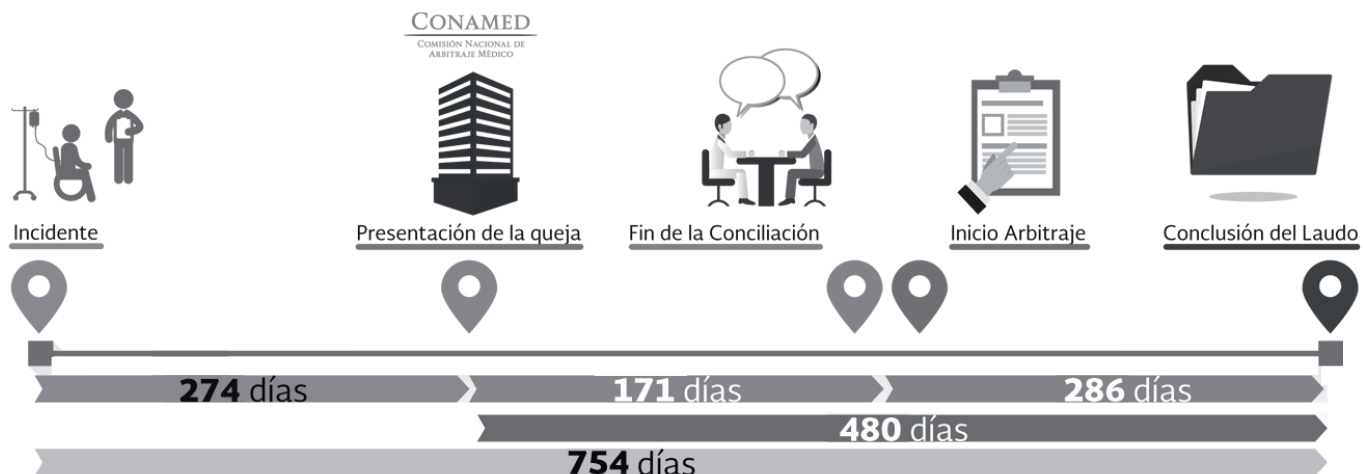 CONAMED
COMISIÓN NACIONAL DE
ARBITRAJE MÉDICO
Incidente
Presentación de la queja
Fin de la Conciliación
Inicio Arbitraje
Conclusión del Laudo
274 días
171 días
286 días
480 días
754 días